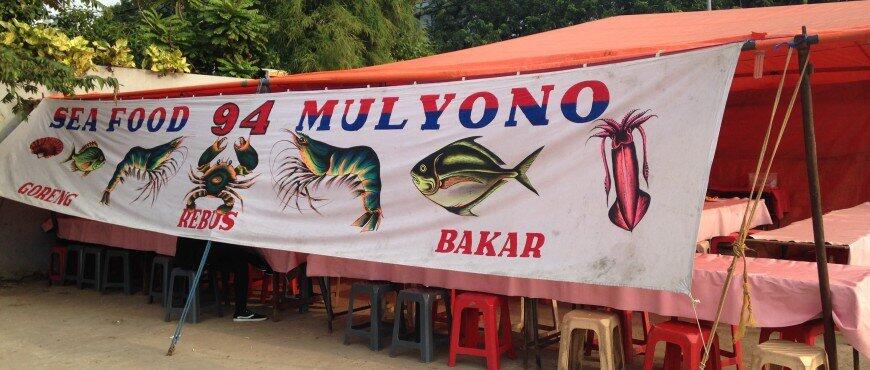 SEA FOOD 94 MULYONO
GORENG
REBUS
BAKAR